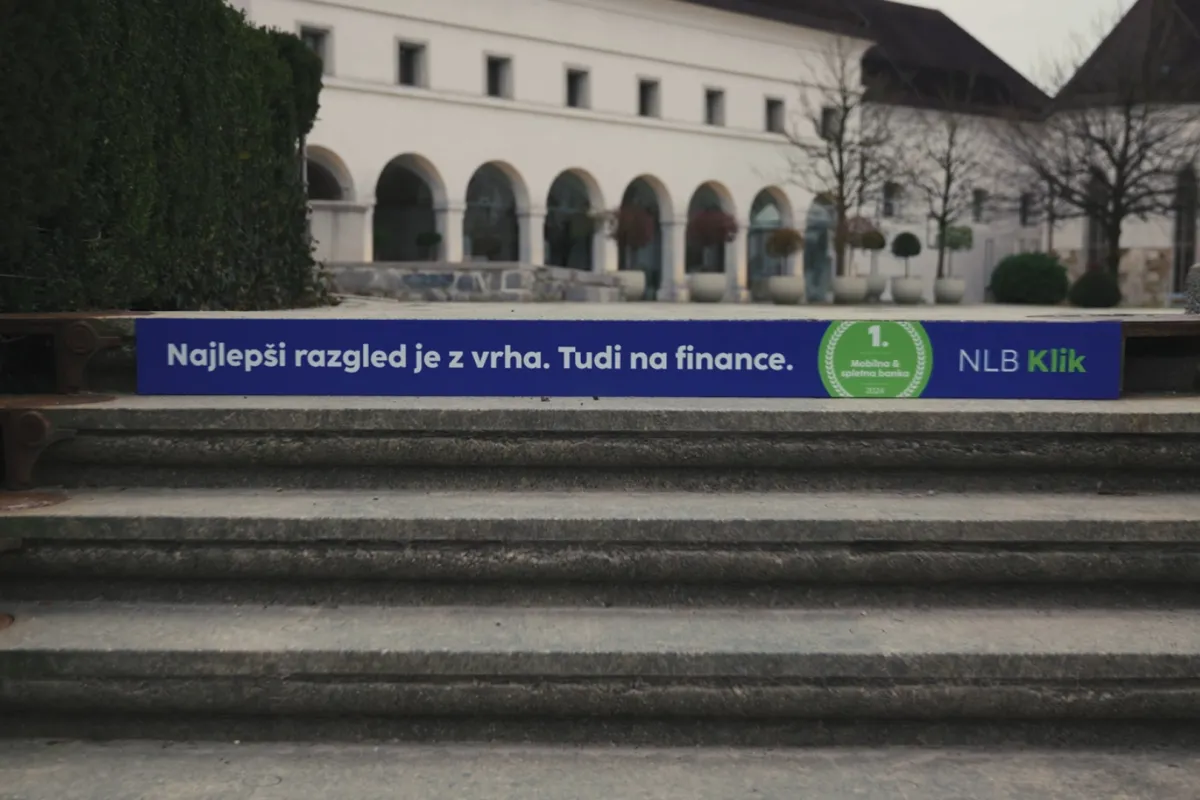 Najlepši razgled je z vrha. Tudi na finance.
1.
Mobilna &
spletna banka
2024
NLB Klik